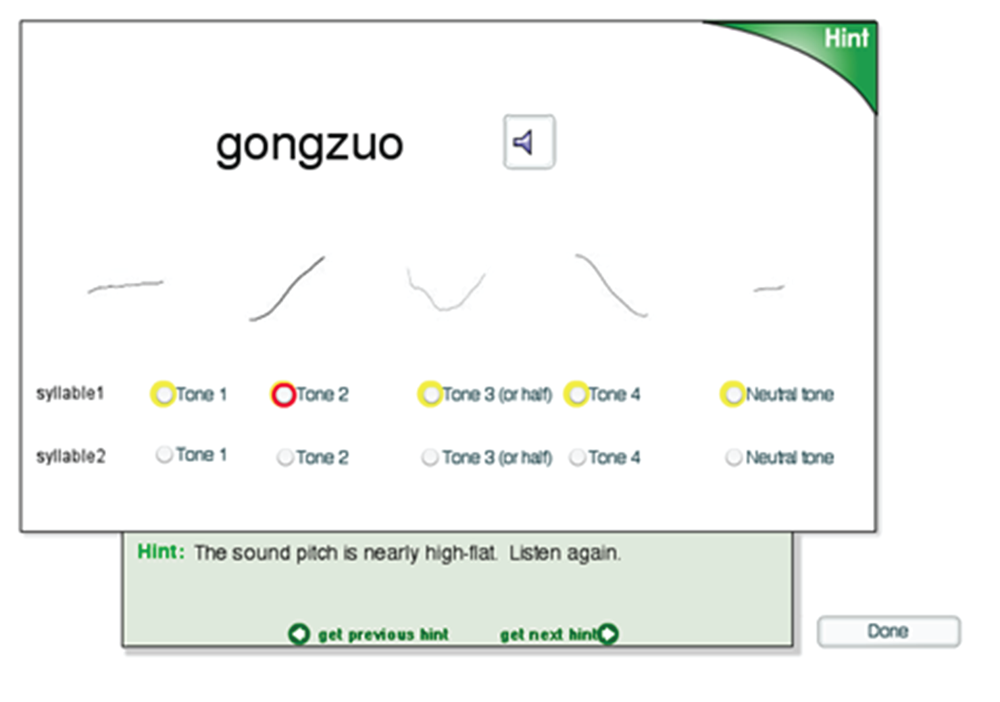 Hint
gongzuo
syllable1 Tone 1 Tone 2 Tone 3 (or half) Tone 4 Neutral tone
syllable2 Tone 1 Tone 2 Tone 3 (or half) Tone 4 Neutral tone
Hint: The sound pitch is nearly high-flat. Listen again.
get previous hint get next hint
Done